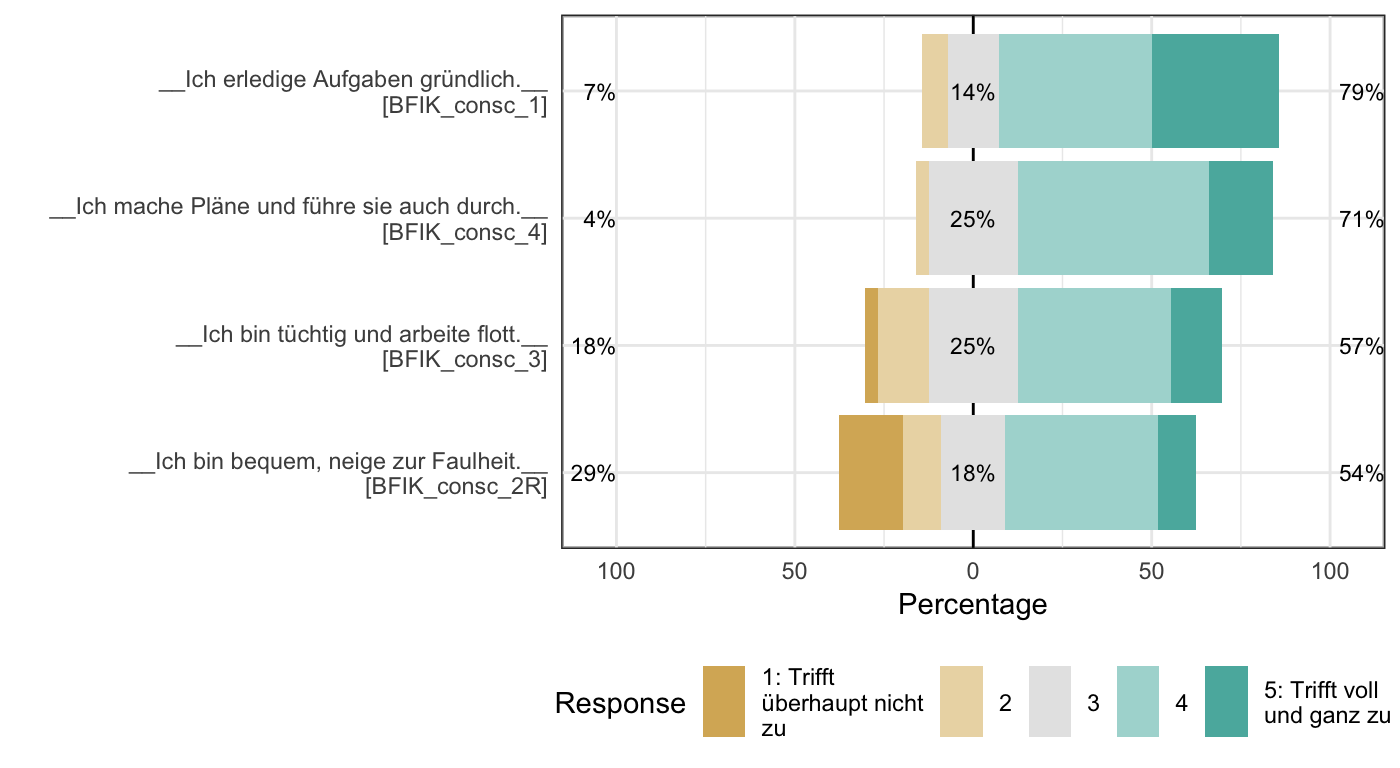 __Ich erledige Aufgaben gründlich.__
[BFIK_consc_1]
7%
14%
79%
__Ich mache Pläne und führe sie auch durch.__
[BFIK_consc_4]
4%
25%
71%
__Ich bin tüchtig und arbeite flott.__
[BFIK_consc_3]
18%
25%
57%
__Ich bin bequem, neige zur Faulheit.__
[BFIK_consc_2R]
29%
18%
54%
100 50 0 50 100
Percentage
Response
1: Trifft
überhaupt nicht
zu
2
3
4
5: Trifft voll
und ganz zu